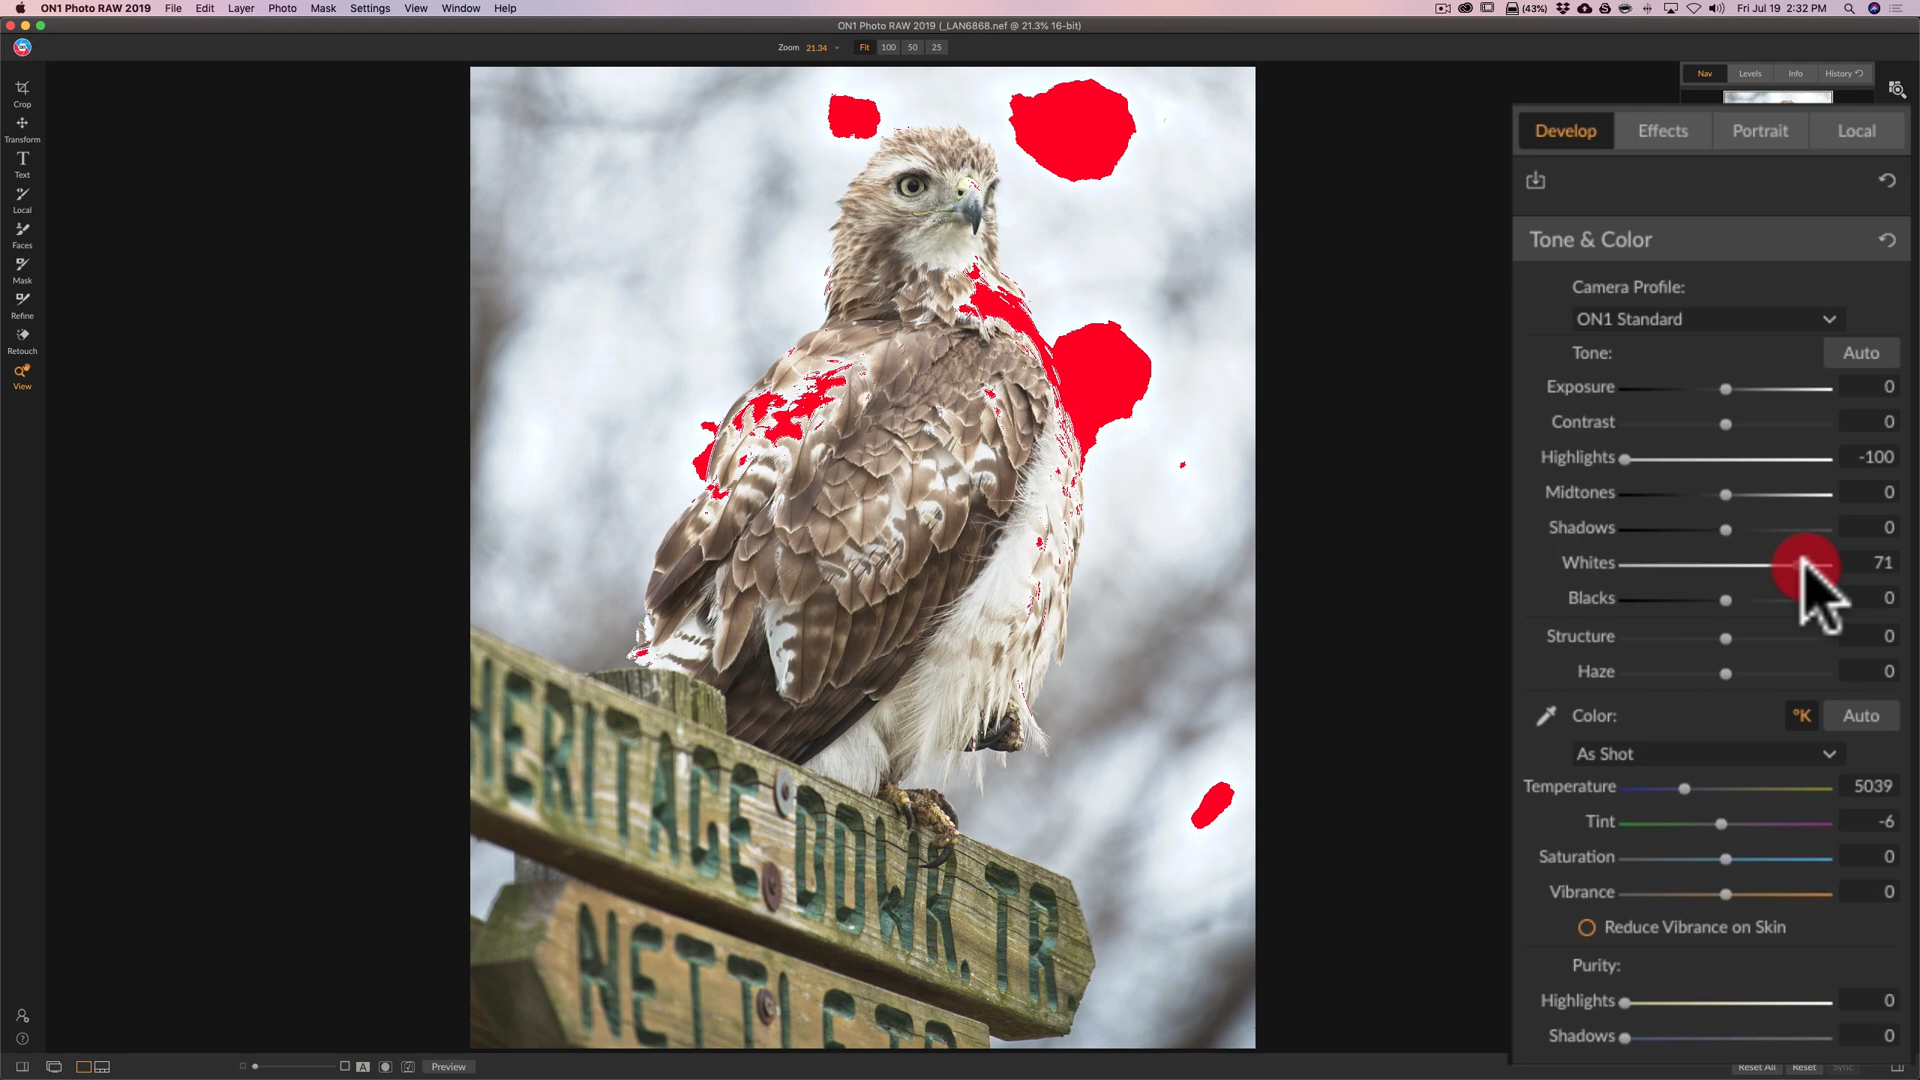 ON1 Photo RAW 2019 File Edit Layer Photo Mask Settings View Window Help
(43%) Fri Jul 19 2:32 PM
ON1 Photo RAW 2019 (_LAN6868.nef @ 21.3% 16-bit)
Zoom 21.34 Fit 100 50 25
Nav Levels Info History
Crop
Transform
Text
Local
Faces
Mask
Refine
Retouch
View
Develop Effects Portrait Local
Tone & Color
Camera Profile:
ON1 Standard
Tone: Auto
Exposure 0
Contrast 0
Highlights -100
Midtones 0
Shadows 0
Whites 71
Blacks 0
Structure 0
Haze 0
Color: °K Auto
As Shot
Temperature 5039
Tint -6
Saturation 0
Vibrance 0
Reduce Vibrance on Skin
Purity:
Highlights 0
Shadows 0
HERITAGE DOWR. TR.
NETTLE TR
A Preview
Reset All Reset Sync